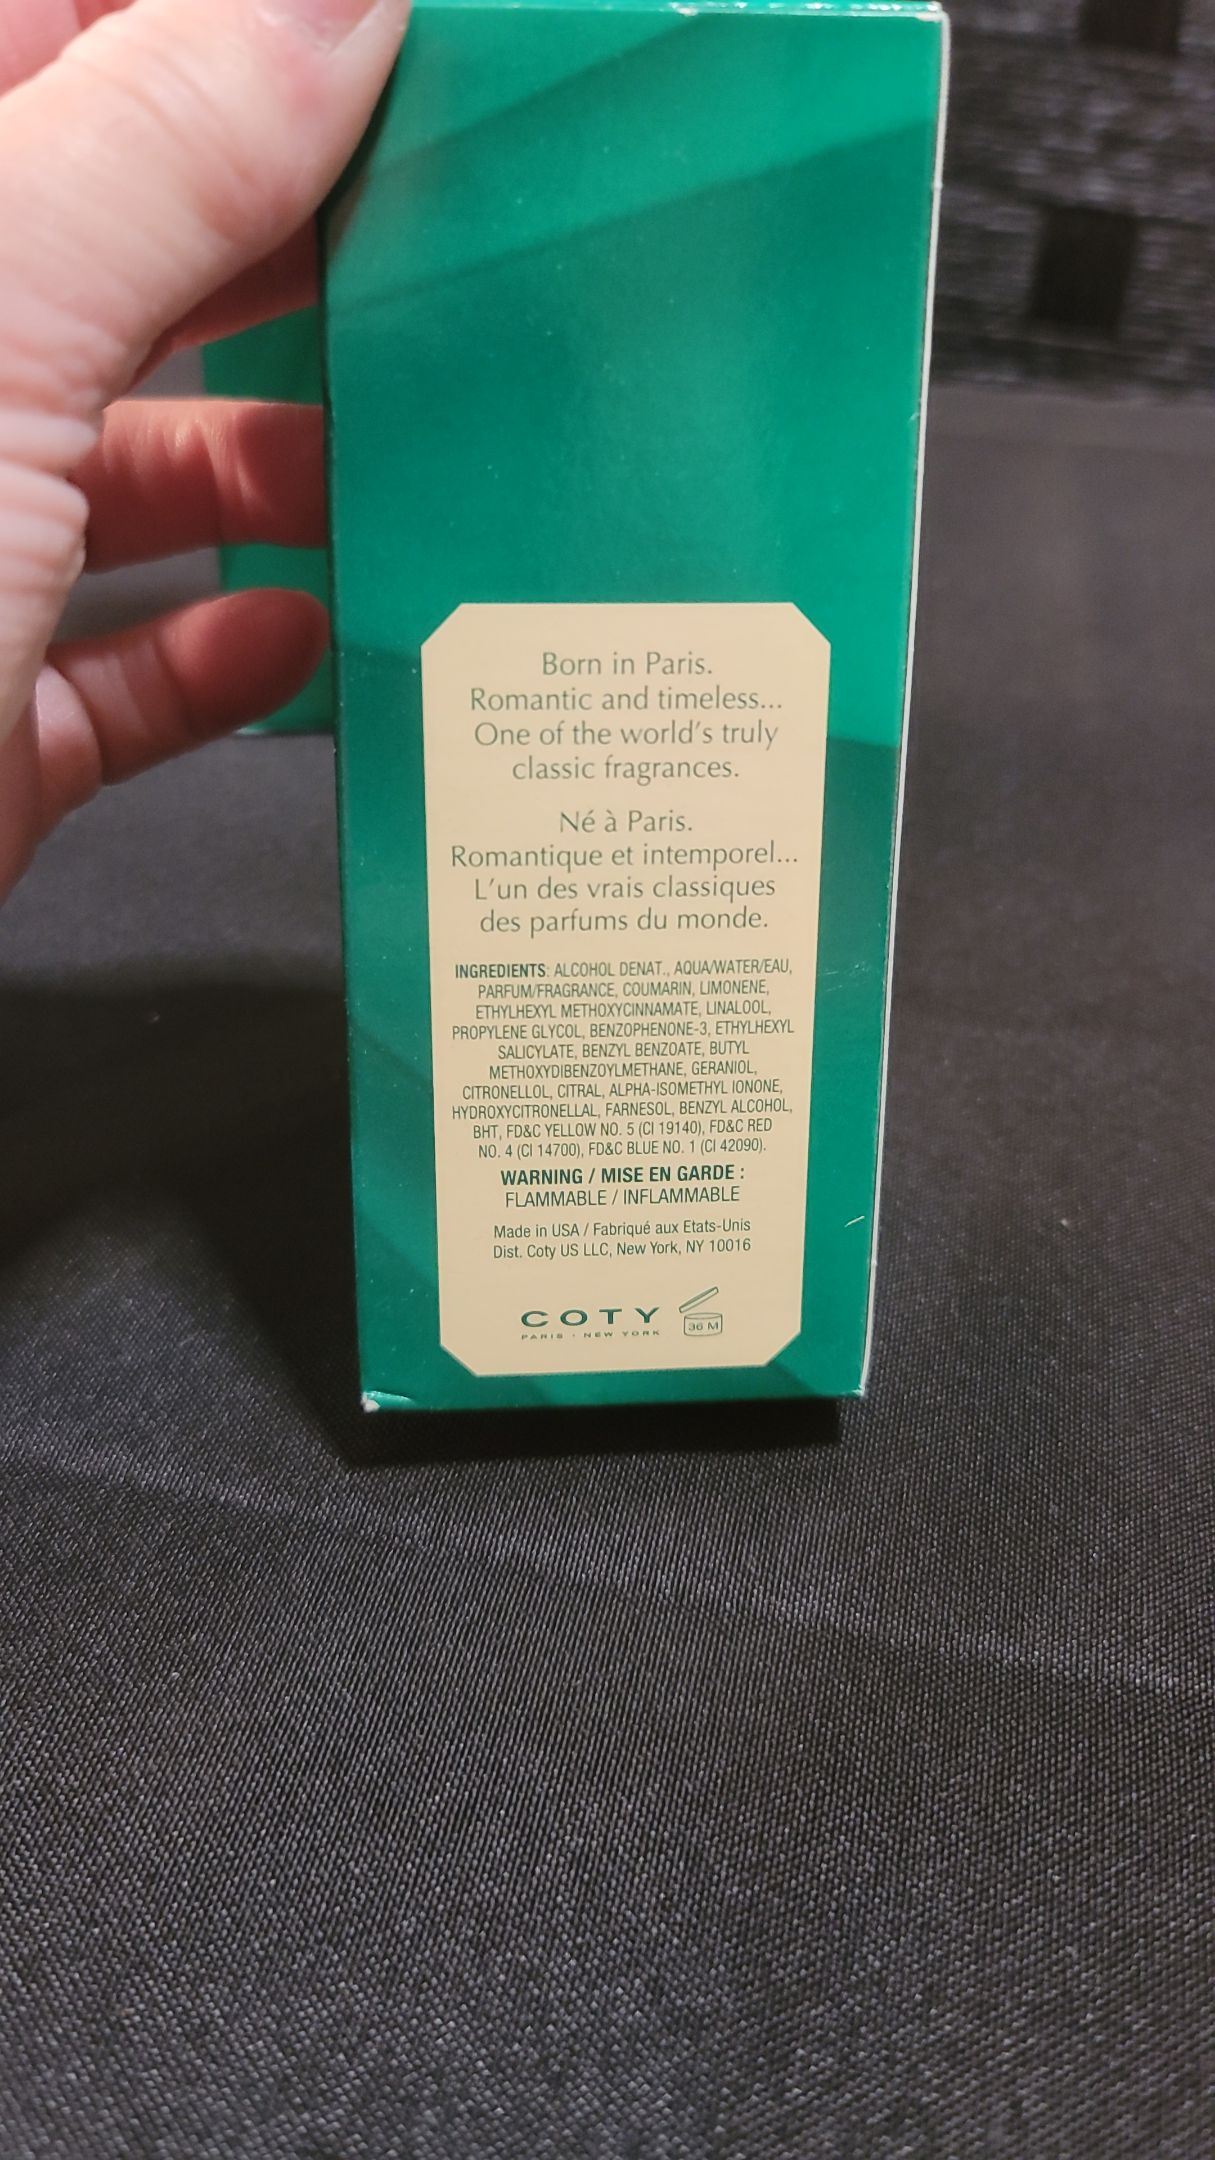 Born in Paris.
Romantic and timeless...
One of the world's truly
classic fragrances.
Né à Paris.
Romantique et intemporel...
L'un des vrais classiques
des parfums du monde.
INGREDIENTS: ALCOHOL DENAT., AQUA/WATER/EAU,
PARFUM/FRAGRANCE, COUMARIN, LIMONENE,
ETHYLHEXYL METHOXYCINNAMATE, LINALOOL,
PROPYLENE GLYCOL, BENZOPHENONE-3, ETHYLHEXYL
SALICYLATE, BENZYL BENZOATE, BUTYL
METHOXYDIBENZOYLMETHANE, GERANIOL,
CITRONELLOL, CITRAL, ALPHA-ISOMETHYL IONONE,
HYDROXYCITRONELLAL, FARNESOL, BENZYL ALCOHOL,
BHT, FD&C YELLOW NO. 5 (CI 19140), FD&C RED
NO. 4 (CI 14700), FD&C BLUE NO. 1 (CI 42090).
WARNING / MISE EN GARDE :
FLAMMABLE / INFLAMMABLE
Made in USA / Fabriqué aux Etats-Unis
Dist. Coty US LLC, New York, NY 10016
COTY
PARIS · NEW YORK
36 M